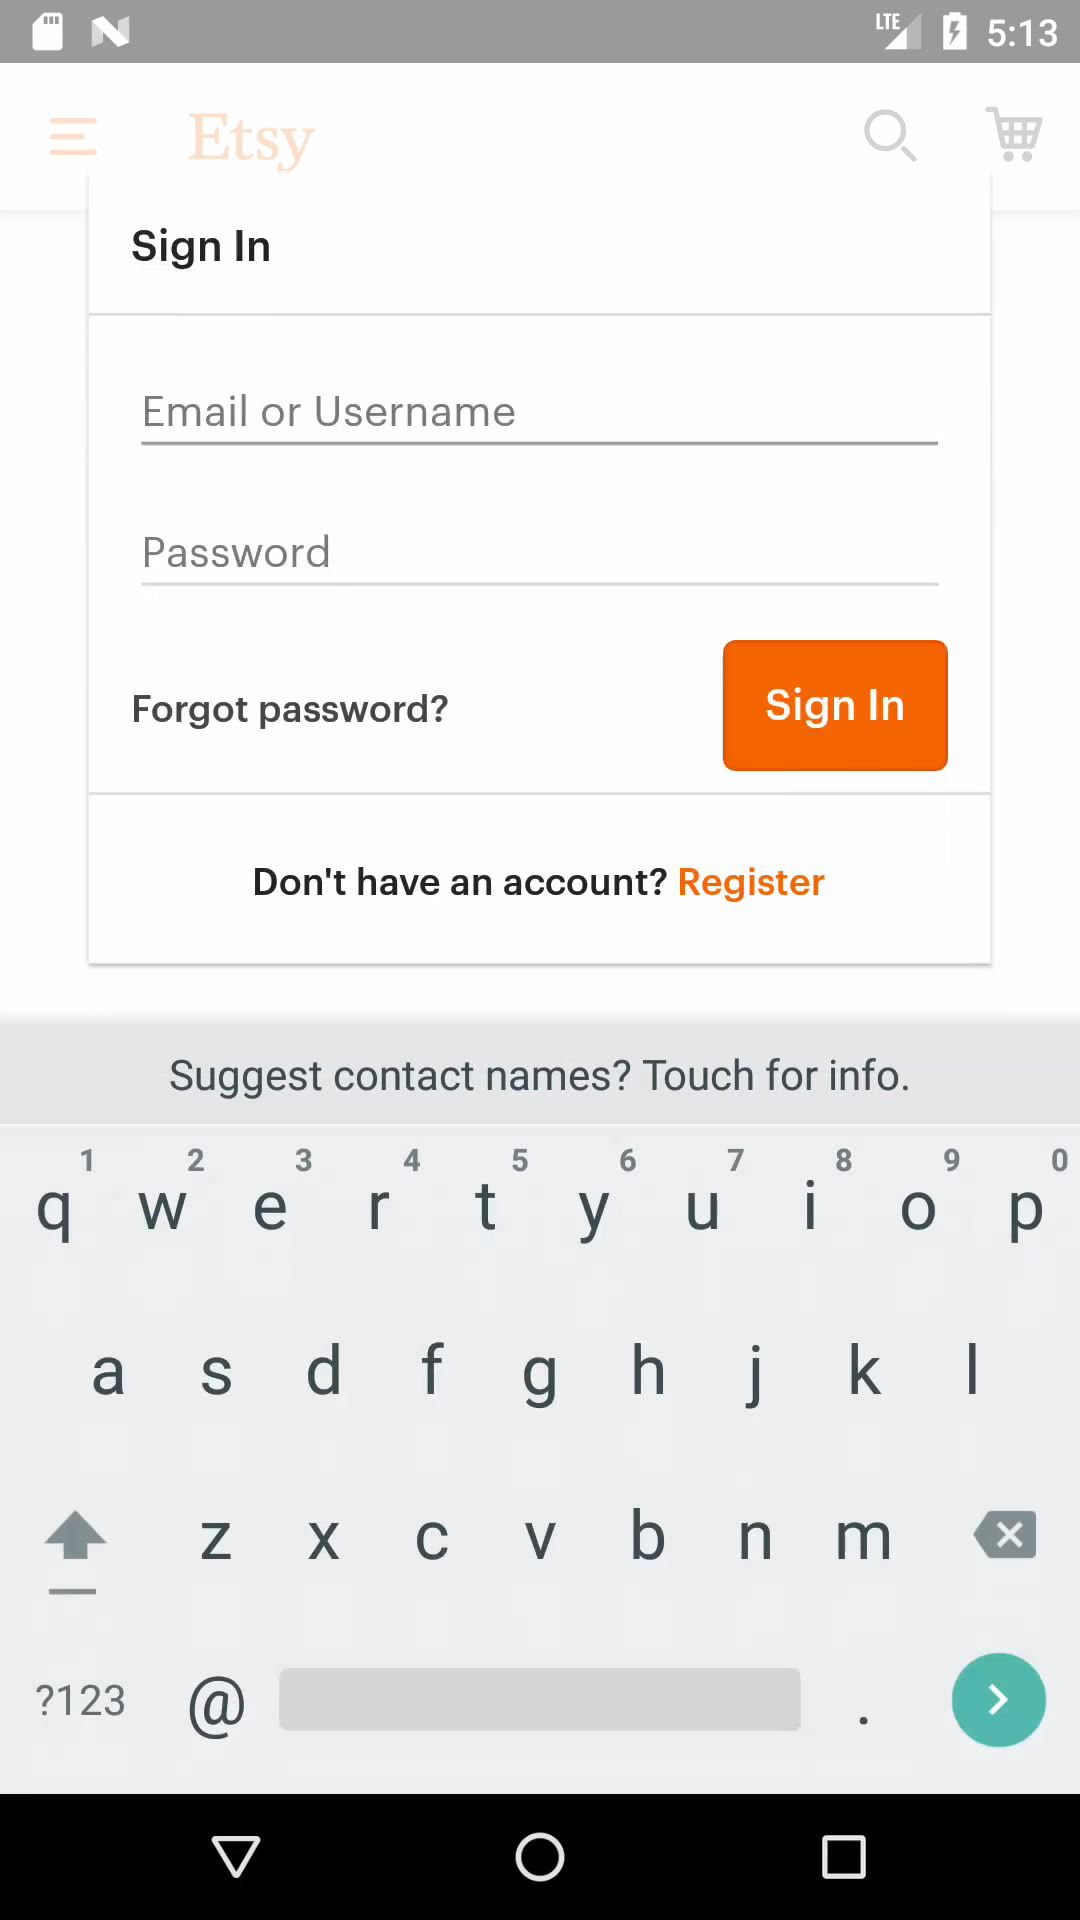 LTE 5:13
Etsy
Sign In
Email or Username
Password
Forgot password?
Sign In
Don't have an account? Register
Suggest contact names? Touch for info.
1 2 3 4 5 6 7 8 9 0
q w e r t y u i o p
a s d f g h j k l
z x c v b n m
?123 @ .